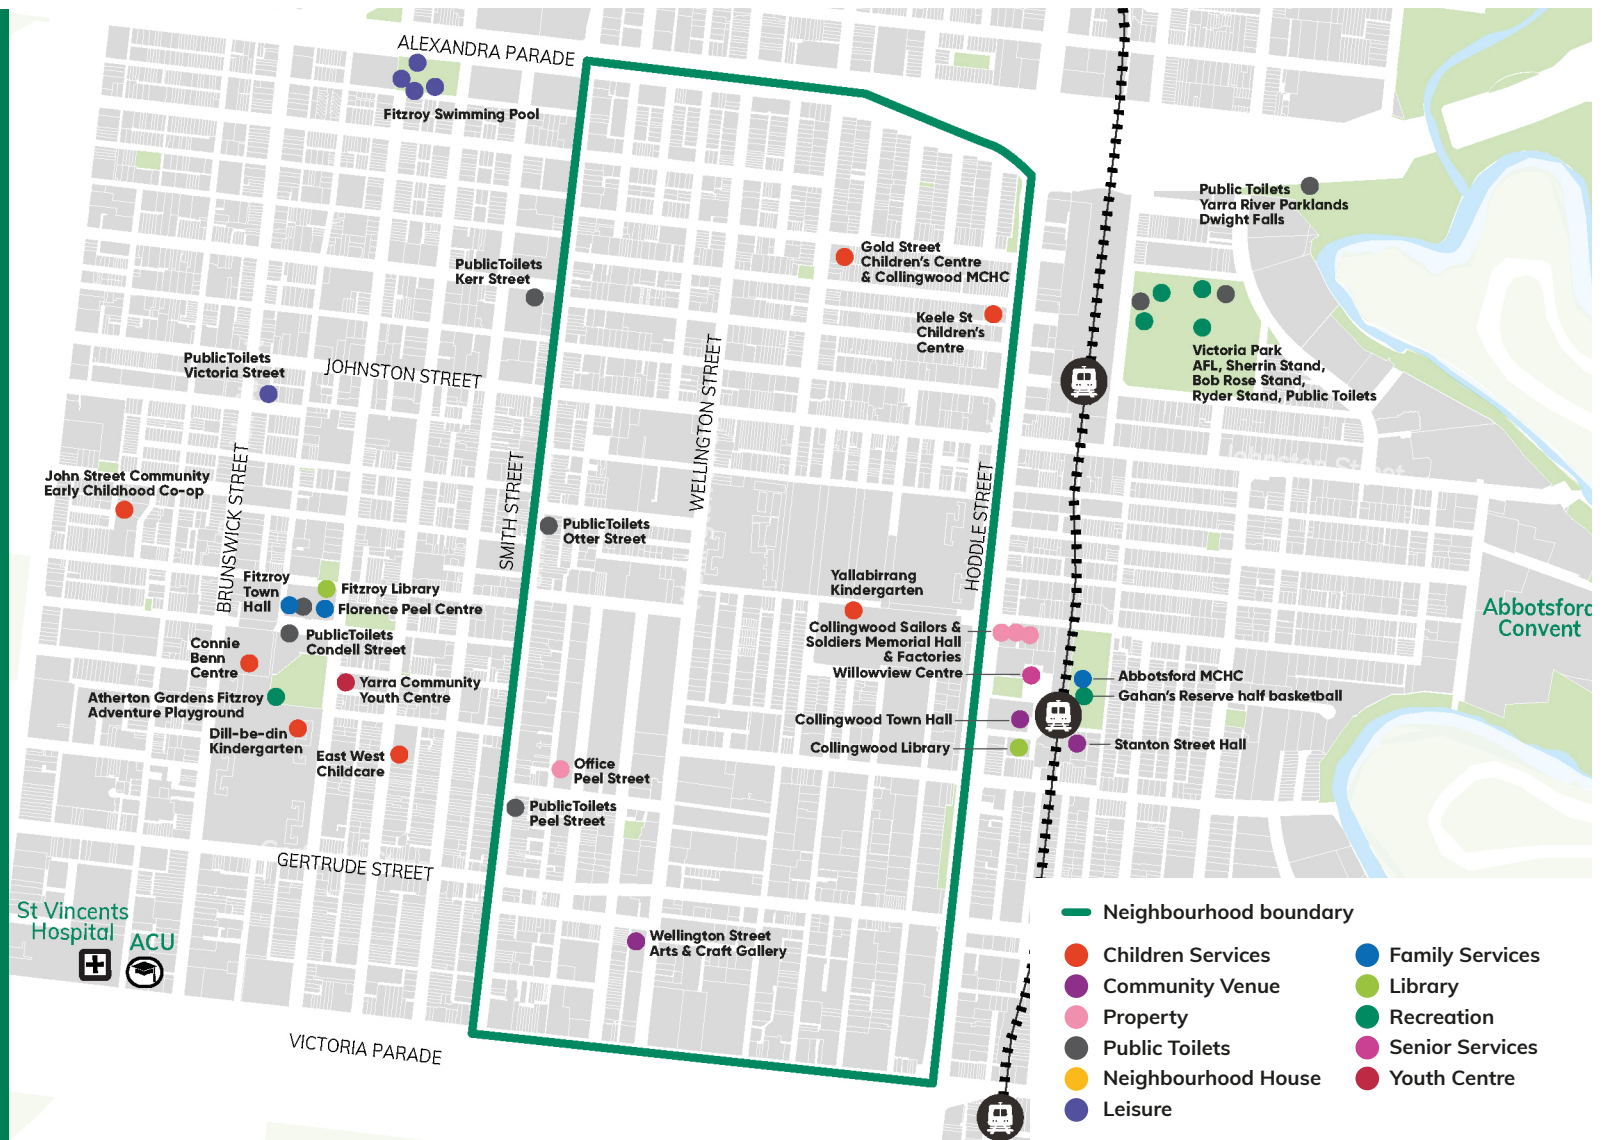 ALEXANDRA PARADE
Fitzroy Swimming Pool
Public Toilets
Yarra River Parklands
Dwight Falls
Gold Street
Children's Centre
& Collingwood MCHC
PublicToilets
Kerr Street
Keele St
Children's
Centre
Victoria Park
AFL, Sherrin Stand,
Bob Rose Stand,
Ryder Stand, Public Toilets
PublicToilets
Victoria Street
JOHNSTON STREET
WELLINGTON STREET
Johnston Street
John Street Community
Early Childhood Co-op
BRUNSWICK STREET
SMITH STREET
HODDLE STREET
PublicToilets
Otter Street
Fitzroy
Town
Hall
Fitzroy Library
Florence Peel Centre
Yallabirrang
Kindergarten
Abbotsford
Convent
PublicToilets
Condell Street
Connie
Benn
Centre
Collingwood Sailors &
Soldiers Memorial Hall
& Factories
Willowview Centre
Abbotsford MCHC
Gahan's Reserve half basketball
Yarra Community
Youth Centre
Atherton Gardens Fitzroy
Adventure Playground
Collingwood Town Hall
Dill-be-din
Kindergarten
Collingwood Library
Stanton Street Hall
East West
Childcare
Office
Peel Street
PublicToilets
Peel Street
GERTRUDE STREET
St Vincents
Hospital
ACU
Wellington Street
Arts & Craft Gallery
VICTORIA PARADE
Neighbourhood boundary
Children Services
Community Venue
Property
Public Toilets
Neighbourhood House
Leisure
Family Services
Library
Recreation
Senior Services
Youth Centre